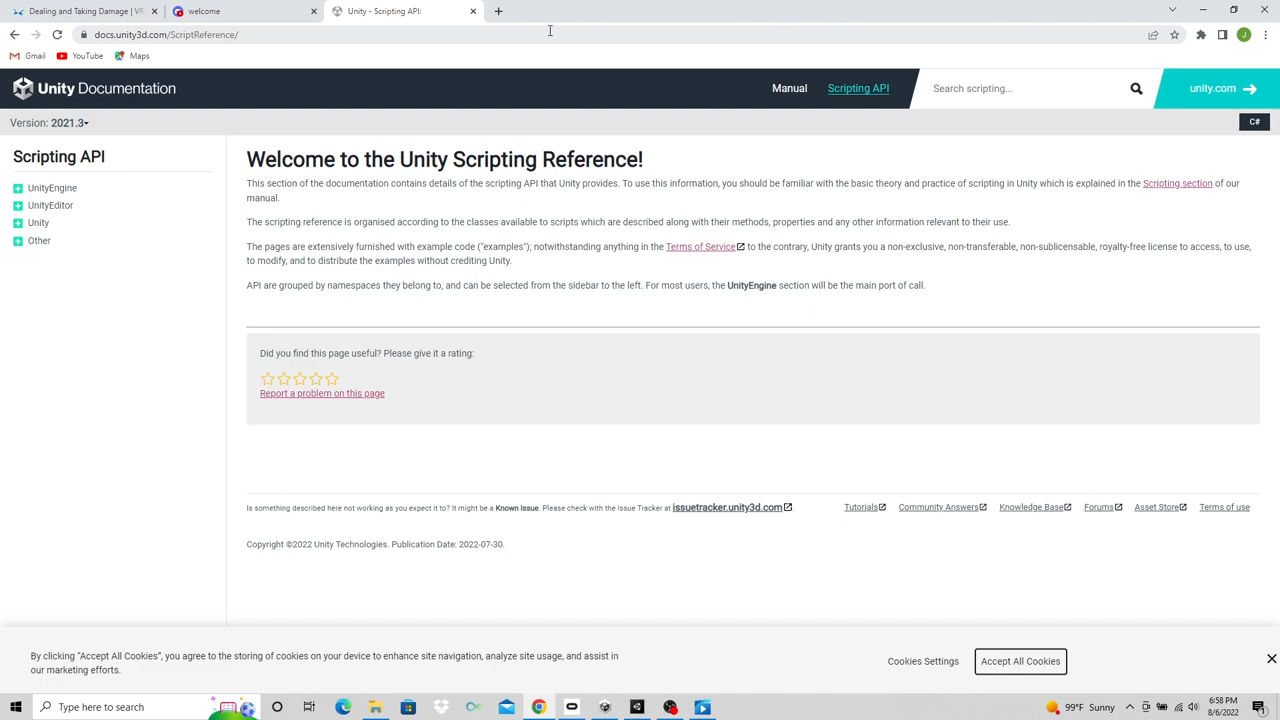 Dealing and Taking Damage | VR
welcome
Unity - Scripting API:
docs.unity3d.com/ScriptReference/
J
Gmail
YouTube
Maps
Unity Documentation
Manual
Scripting API
Search scripting...
unity.com
Version: 2021.3
C#
Scripting API
UnityEngine
UnityEditor
Unity
Other
Welcome to the Unity Scripting Reference!
This section of the documentation contains details of the scripting API that Unity provides. To use this information, you should be familiar with the basic theory and practice of scripting in Unity which is explained in the Scripting section of our
manual.
The scripting reference is organised according to the classes available to scripts which are described along with their methods, properties and any other information relevant to their use.
The pages are extensively furnished with example code ("examples"); notwithstanding anything in the Terms of Service to the contrary, Unity grants you a non-exclusive, non-transferable, non-sublicensable, royalty-free license to access, to use,
to modify, and to distribute the examples without crediting Unity.
API are grouped by namespaces they belong to, and can be selected from the sidebar to the left. For most users, the UnityEngine section will be the main port of call.
Did you find this page useful? Please give it a rating:
Report a problem on this page
Is something described here not working as you expect it to? It might be a Known Issue. Please check with the Issue Tracker at issuetracker.unity3d.com.
Tutorials
Community Answers
Knowledge Base
Forums
Asset Store
Terms of use
Copyright ©2022 Unity Technologies. Publication Date: 2022-07-30.
By clicking "Accept All Cookies", you agree to the storing of cookies on your device to enhance site navigation, analyze site usage, and assist in
our marketing efforts.
Cookies Settings
Accept All Cookies
Type here to search
99°F Sunny
6:58 PM
8/6/2022